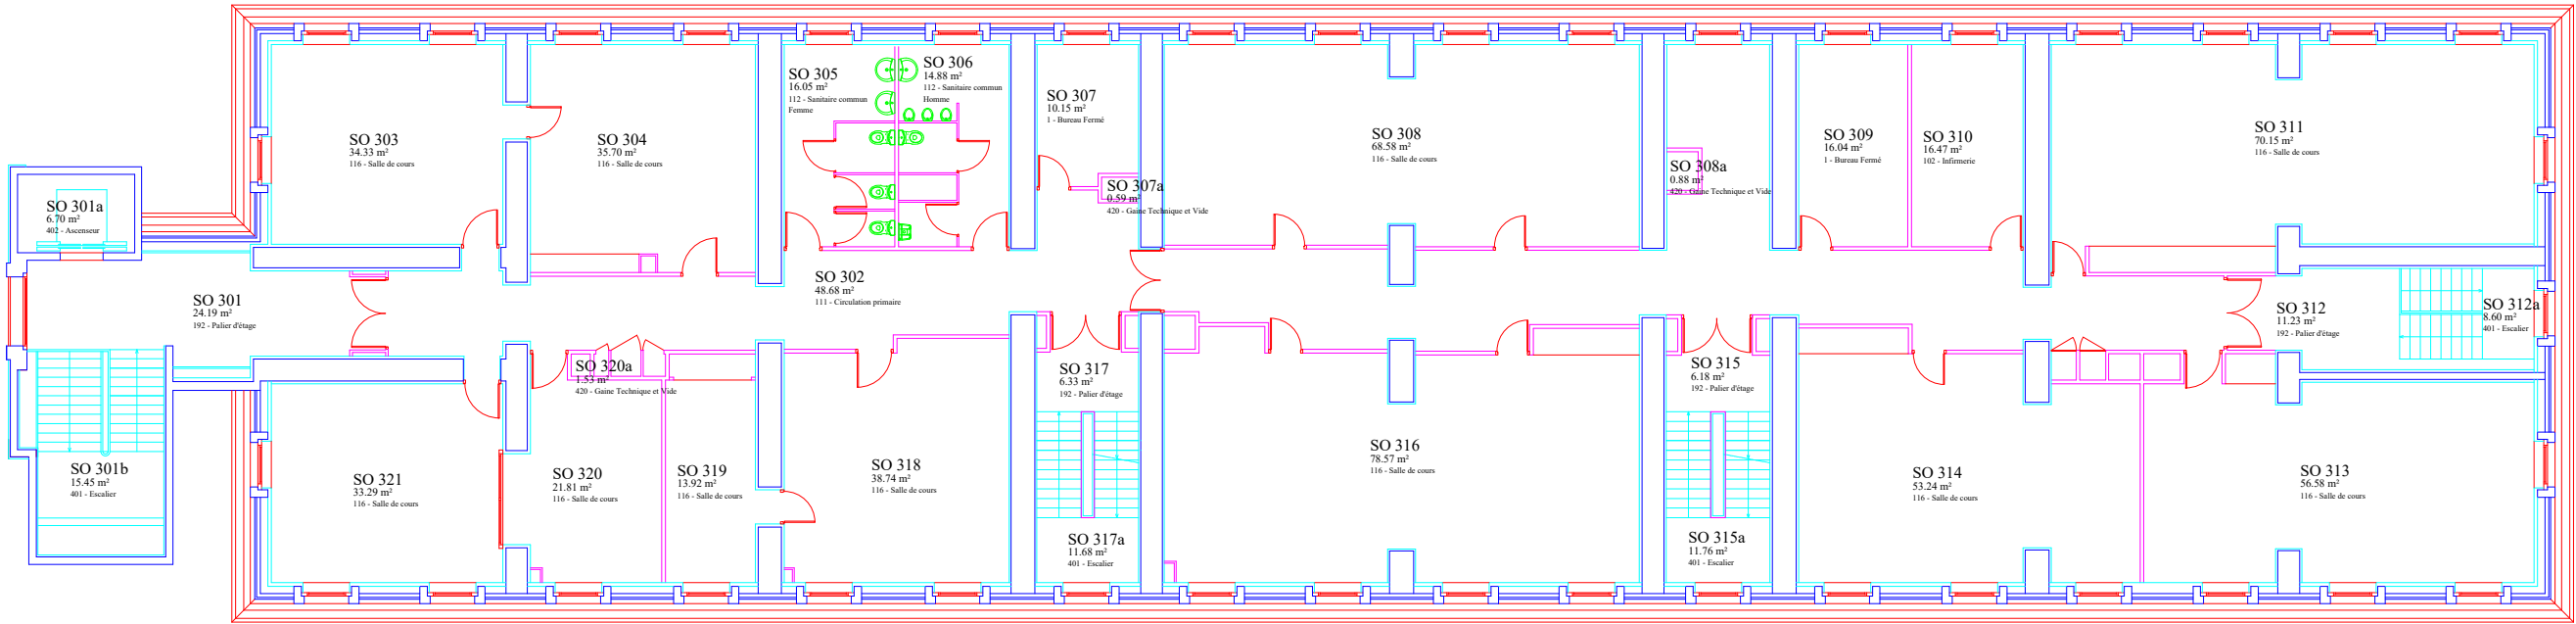 SO 303
34.33 m²
116 - Salle de cours
SO 304
35.70 m²
116 - Salle de cours
SO 305
16.05 m²
112 - Sanitaire commun
Femme
SO 306
14.88 m²
112 - Sanitaire commun
Homme
SO 307
10.15 m²
1 - Bureau Fermé
SO 307a
0.59 m²
420 - Gaine Technique et Vide
SO 308
68.58 m²
116 - Salle de cours
SO 308a
0.88 m²
420 - Gaine Technique et Vide
SO 309
16.04 m²
1 - Bureau Fermé
SO 310
16.47 m²
102 - Infirmerie
SO 311
70.15 m²
116 - Salle de cours
SO 301a
6.70 m²
402 - Ascenseur
SO 301
24.19 m²
192 - Palier d'étage
SO 302
48.68 m²
111 - Circulation primaire
SO 312
11.23 m²
192 - Palier d'étage
SO 312a
8.60 m²
401 - Escalier
SO 301b
15.45 m²
401 - Escalier
SO 321
33.29 m²
116 - Salle de cours
SO 320a
1.53 m²
420 - Gaine Technique et Vide
SO 320
21.81 m²
116 - Salle de cours
SO 319
13.92 m²
116 - Salle de cours
SO 318
38.74 m²
116 - Salle de cours
SO 317
6.33 m²
192 - Palier d'étage
SO 317a
11.68 m²
401 - Escalier
SO 316
78.57 m²
116 - Salle de cours
SO 315
6.18 m²
192 - Palier d'étage
SO 315a
11.76 m²
401 - Escalier
SO 314
53.24 m²
116 - Salle de cours
SO 313
56.58 m²
116 - Salle de cours